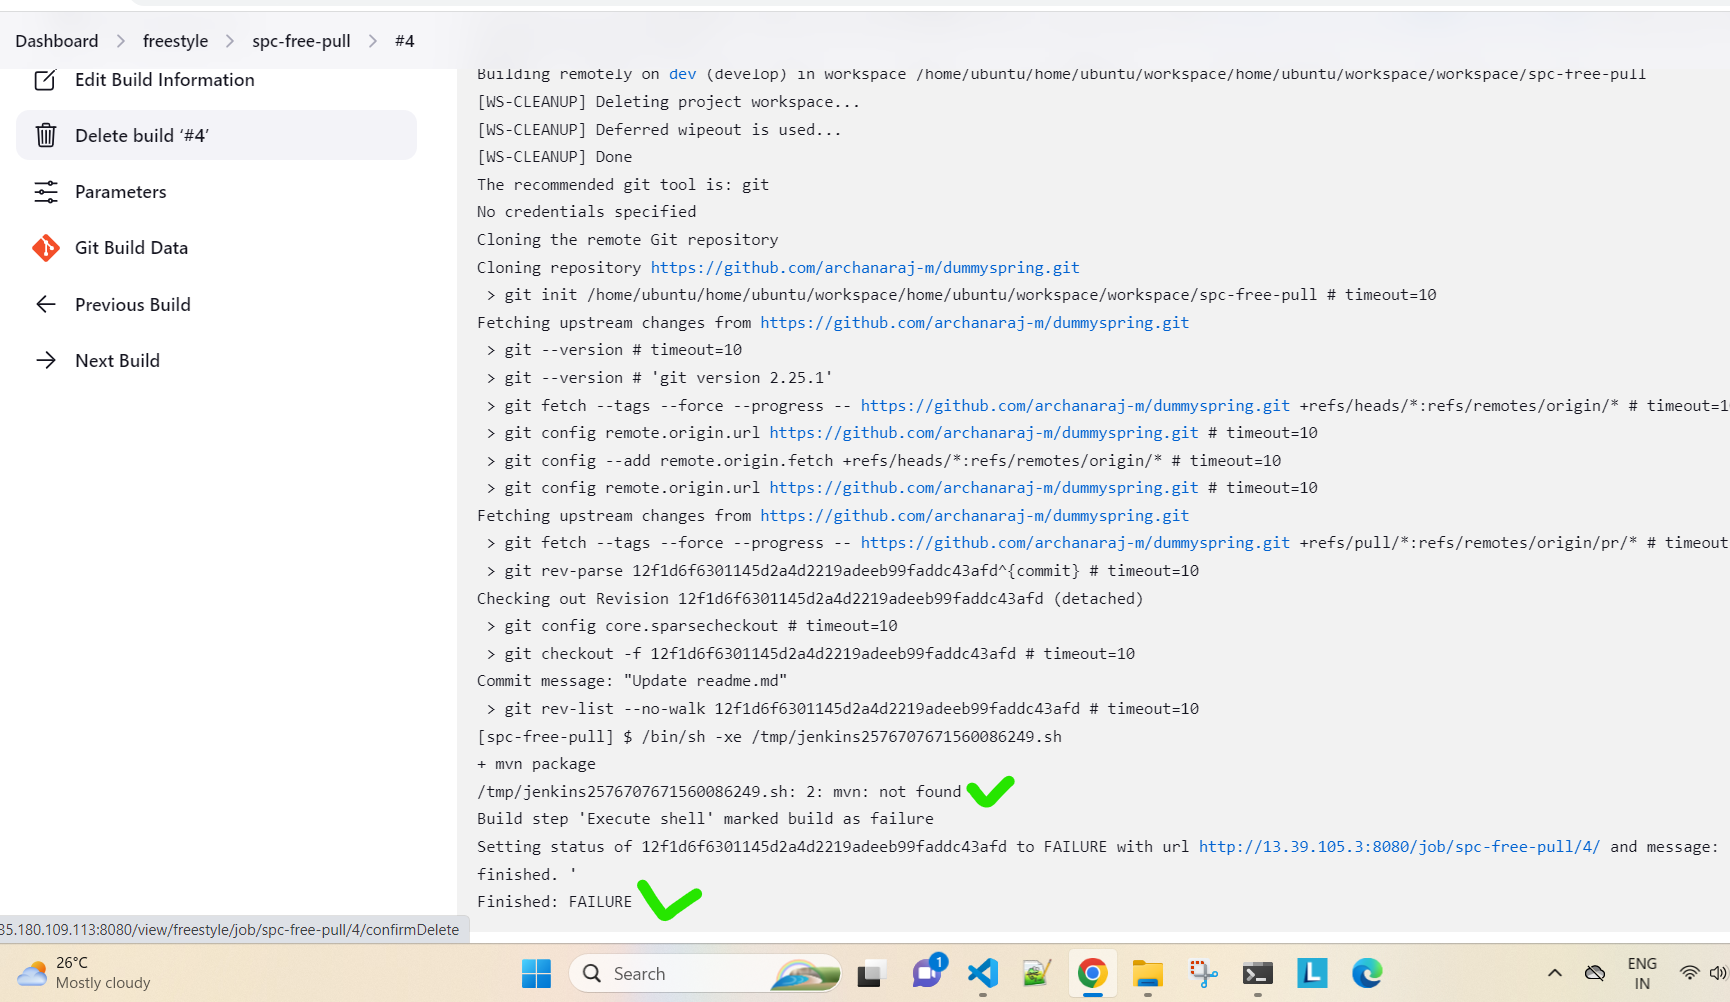 Dashboard > freestyle > spc-free-pull > #4
Edit Build Information
Delete build ‘#4’
Parameters
Git Build Data
Previous Build
Next Build
Building remotely on dev (develop) in workspace /home/ubuntu/home/ubuntu/workspace/home/ubuntu/workspace/workspace/spc-free-pull
[WS-CLEANUP] Deleting project workspace...
[WS-CLEANUP] Deferred wipeout is used...
[WS-CLEANUP] Done
The recommended git tool is: git
No credentials specified
Cloning the remote Git repository
Cloning repository https://github.com/archanaraj-m/dummyspring.git
> git init /home/ubuntu/home/ubuntu/workspace/home/ubuntu/workspace/workspace/spc-free-pull # timeout=10
Fetching upstream changes from https://github.com/archanaraj-m/dummyspring.git
> git --version # timeout=10
> git --version # 'git version 2.25.1'
> git fetch --tags --force --progress -- https://github.com/archanaraj-m/dummyspring.git +refs/heads/*:refs/remotes/origin/* # timeout=1
> git config remote.origin.url https://github.com/archanaraj-m/dummyspring.git # timeout=10
> git config --add remote.origin.fetch +refs/heads/*:refs/remotes/origin/* # timeout=10
> git config remote.origin.url https://github.com/archanaraj-m/dummyspring.git # timeout=10
Fetching upstream changes from https://github.com/archanaraj-m/dummyspring.git
> git fetch --tags --force --progress -- https://github.com/archanaraj-m/dummyspring.git +refs/pull/*:refs/remotes/origin/pr/* # timeout
> git rev-parse 12f1d6f6301145d2a4d2219adeeb99faddc43afd^{commit} # timeout=10
Checking out Revision 12f1d6f6301145d2a4d2219adeeb99faddc43afd (detached)
> git config core.sparsecheckout # timeout=10
> git checkout -f 12f1d6f6301145d2a4d2219adeeb99faddc43afd # timeout=10
Commit message: "Update readme.md"
> git rev-list --no-walk 12f1d6f6301145d2a4d2219adeeb99faddc43afd # timeout=10
[spc-free-pull] $ /bin/sh -xe /tmp/jenkins2576707671560086249.sh
+ mvn package
/tmp/jenkins2576707671560086249.sh: 2: mvn: not found
Build step 'Execute shell' marked build as failure
Setting status of 12f1d6f6301145d2a4d2219adeeb99faddc43afd to FAILURE with url http://13.39.105.3:8080/job/spc-free-pull/4/ and message: 
finished. '
Finished: FAILURE
35.180.109.113:8080/view/freestyle/job/spc-free-pull/4/confirmDelete
26°C
Mostly cloudy
Search
1
L
ENG
IN